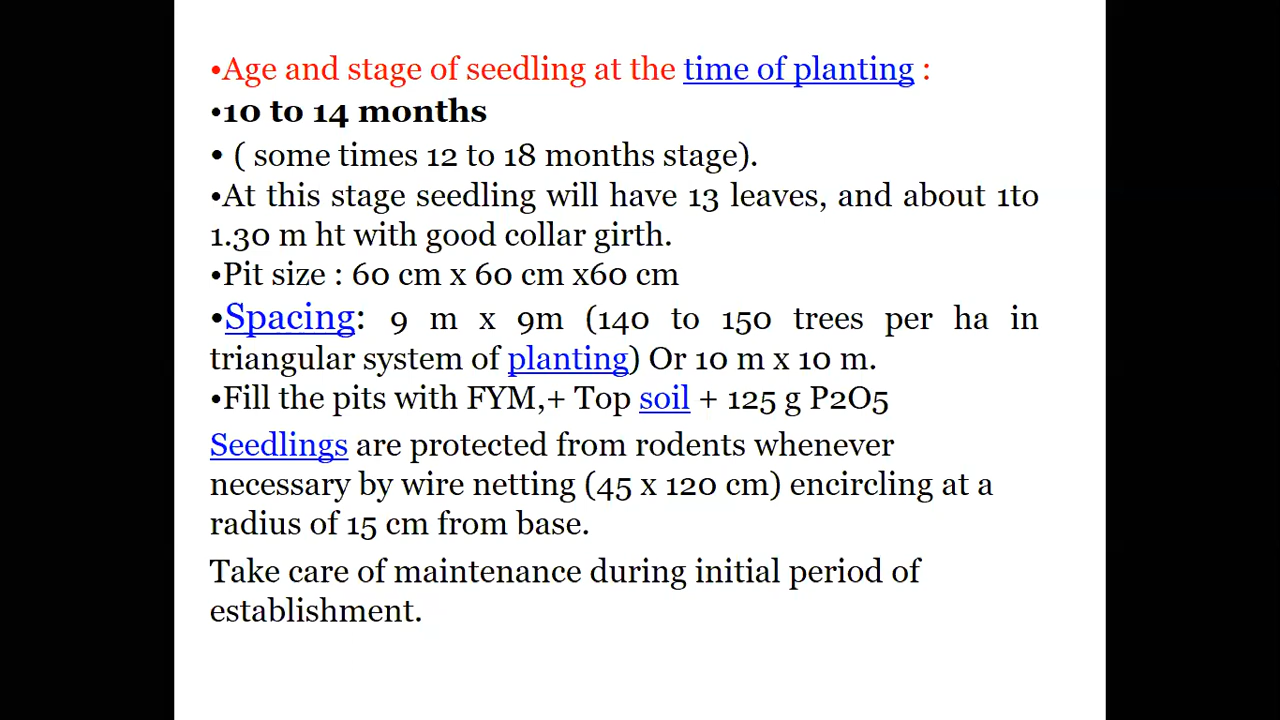 •Age and stage of seedling at the time of planting :
•10 to 14 months
• ( some times 12 to 18 months stage).
•At this stage seedling will have 13 leaves, and about 1to
1.30 m ht with good collar girth.
•Pit size : 60 cm x 60 cm x60 cm
•Spacing: 9 m x 9m (140 to 150 trees per ha in
triangular system of planting) Or 10 m x 10 m.
•Fill the pits with FYM,+ Top soil + 125 g P2O5
Seedlings are protected from rodents whenever
necessary by wire netting (45 x 120 cm) encircling at a
radius of 15 cm from base.
Take care of maintenance during initial period of
establishment.